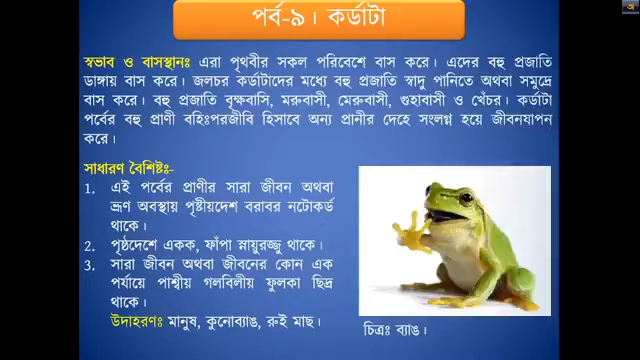 পর্ব-৯। কর্ডাটা
স্বভাব ও বাসস্থানঃ এরা পৃথবীর সকল পরিবেশে বাস করে। এদের বহু প্রজাতি
ডাঙ্গায় বাস করে। জলচর কর্ডাটাদের মধ্যে বহু প্রজাতি স্বাদু পানিতে অথবা সমুদ্রে
বাস করে। বহু প্রজাতি বৃক্ষবাসি, মরুবাসী, মেরুবাসী, গুহাবাসী ও খেঁচর। কর্ডাটা
পর্বের বহু প্রাণী বহিঃপরজীবি হিসাবে অন্য প্রানীর দেহে সংলগ্ন হয়ে জীবনযাপন
করে।
সাধারণ বৈশিষ্টঃ-
1. এই পর্বের প্রাণীর সারা জীবন অথবা
ভ্রূণ অবস্থায় পৃষ্টীয়দেশ বরাবর নটোকর্ড
থাকে।
2. পৃষ্ঠদেশে একক, ফাঁপা স্নায়ুরজ্জু থাকে।
3. সারা জীবন অথবা জীবনের কোন এক
পর্যায়ে পার্শ্বীয় গলবিলীয় ফুলকা ছিদ্র
থাকে।
উদাহরণঃ মানুষ, কুনোব্যাঙ, রুই মাছ।
চিত্রঃ ব্যাঙ।
অ